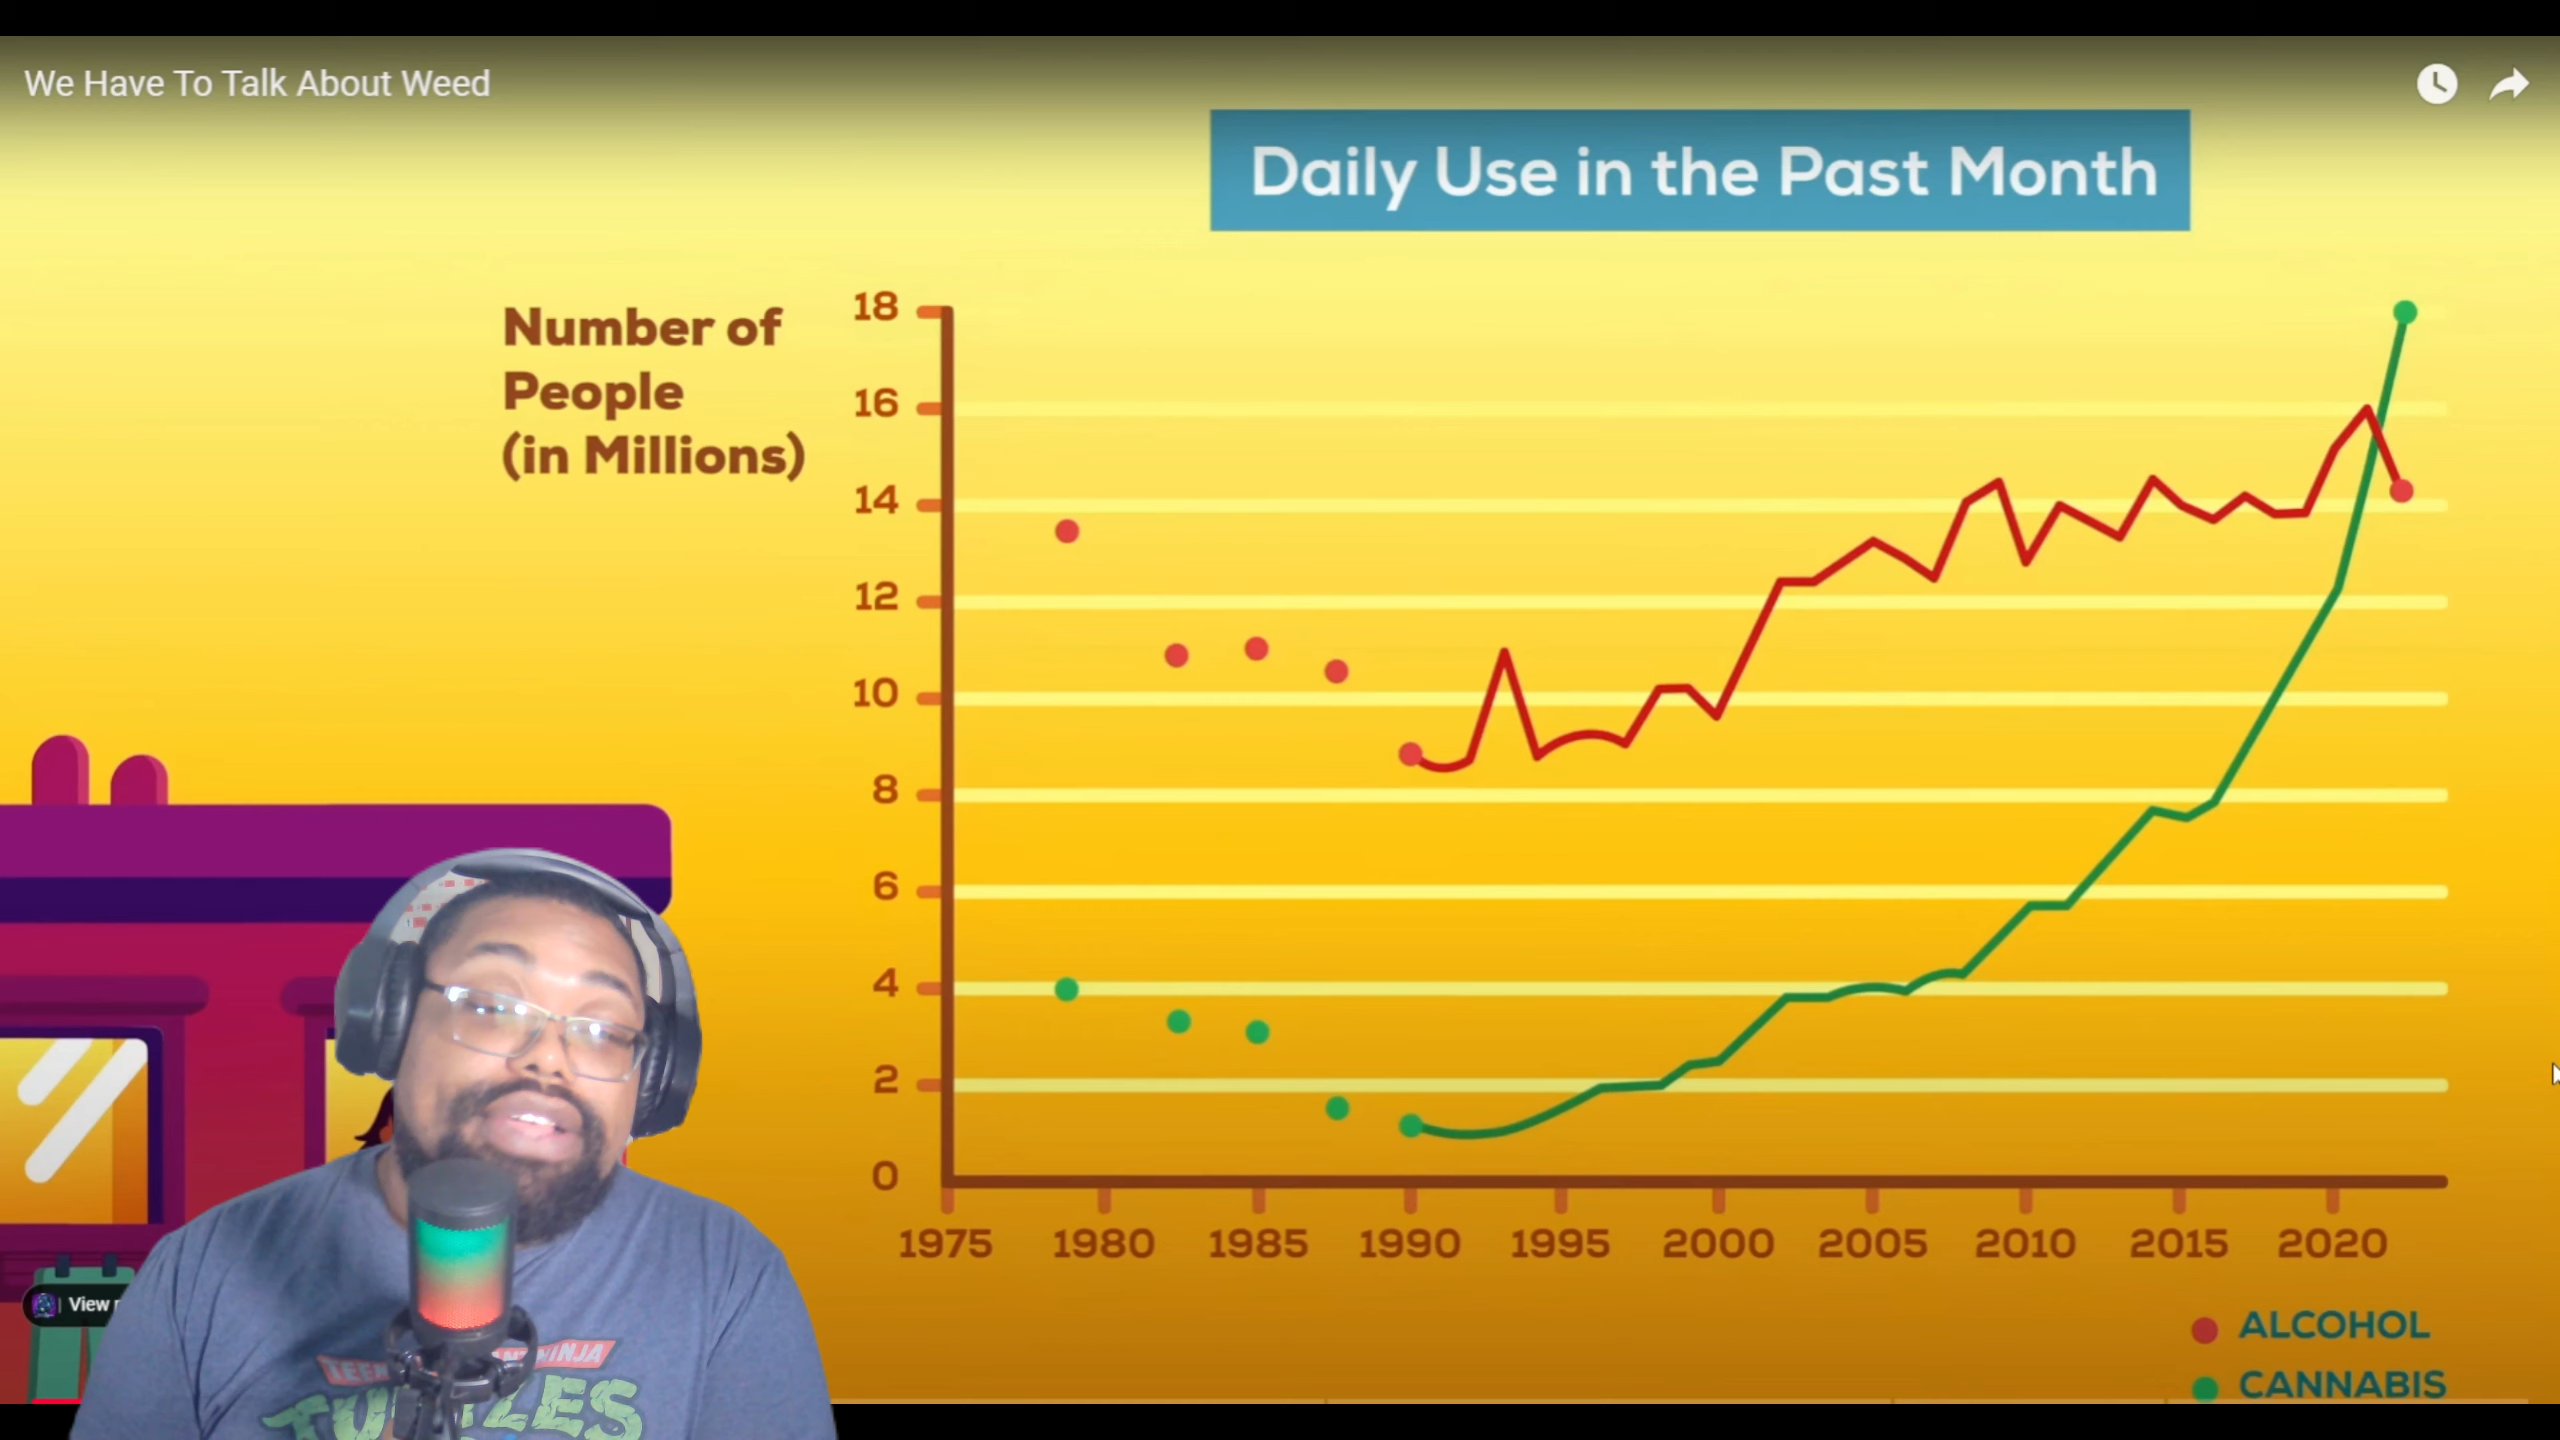 We Have To Talk About Weed
Daily Use in the Past Month
Number of
People
(in Millions)
18
16
14
12
10
8
6
4
2
0
1975 1980 1985 1990 1995 2000 2005 2010 2015 2020
ALCOHOL
CANNABIS
View
NINJA